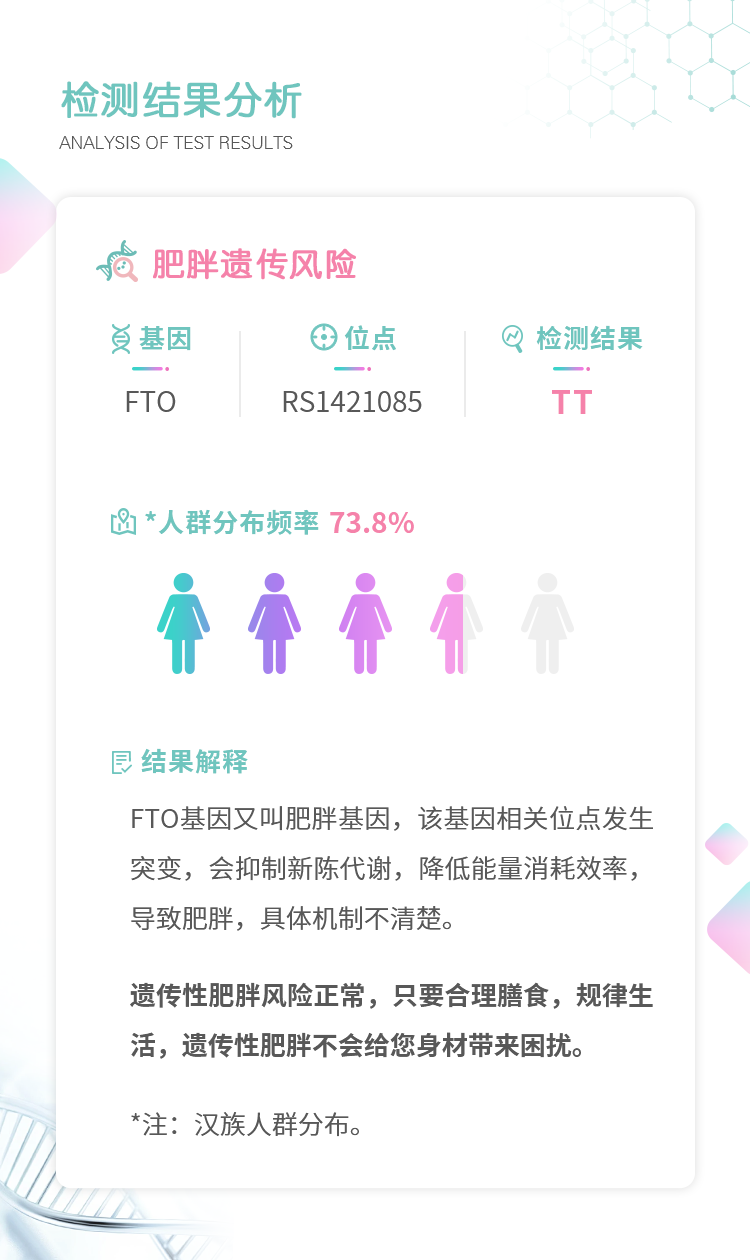 检测结果分析
ANALYSIS OF TEST RESULTS
肥胖遗传风险
基因
位点
检测结果
FTO
RS1421085
TT
*人群分布频率 73.8%
结果解释
FTO基因又叫肥胖基因，该基因相关位点发生
突变，会抑制新陈代谢，降低能量消耗效率，
导致肥胖，具体机制不清楚。
遗传性肥胖风险正常，只要合理膳食，规律生
活，遗传性肥胖不会给您身材带来困扰。
*注：汉族人群分布。